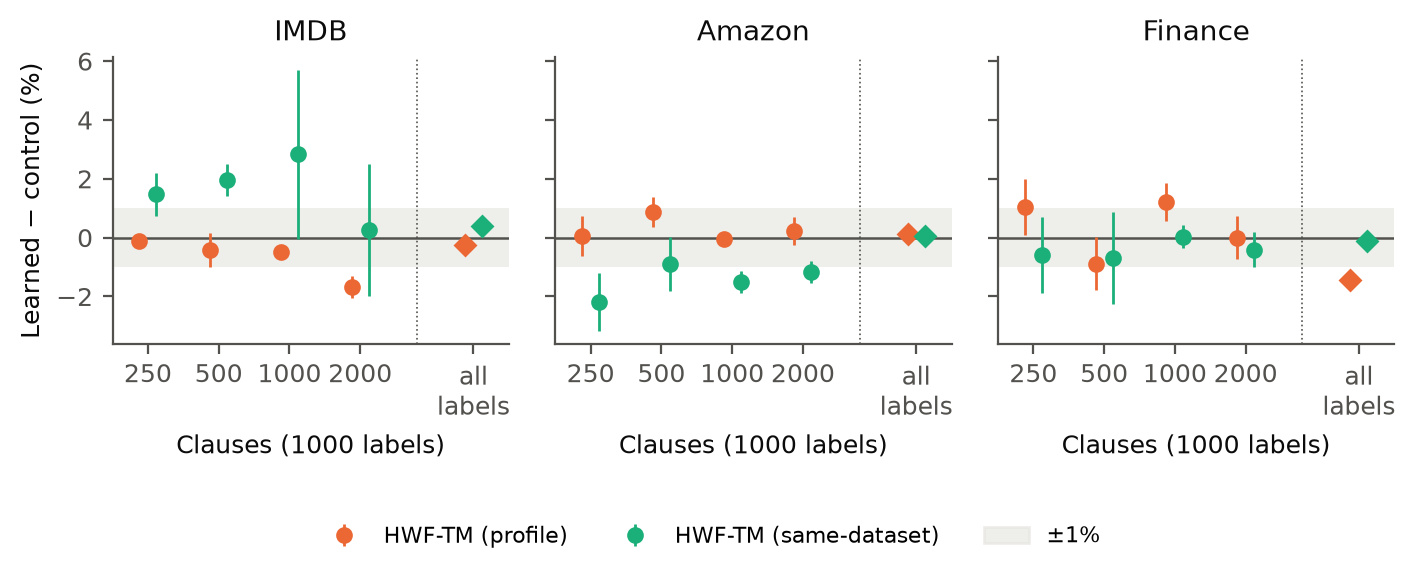 IMDB
Amazon
Finance
Learned − control (%)
6
4
2
0
−2
250 500 1000 2000 all labels
250 500 1000 2000 all labels
250 500 1000 2000 all labels
Clauses (1000 labels)
Clauses (1000 labels)
Clauses (1000 labels)
HWF-TM (profile)
HWF-TM (same-dataset)
±1%